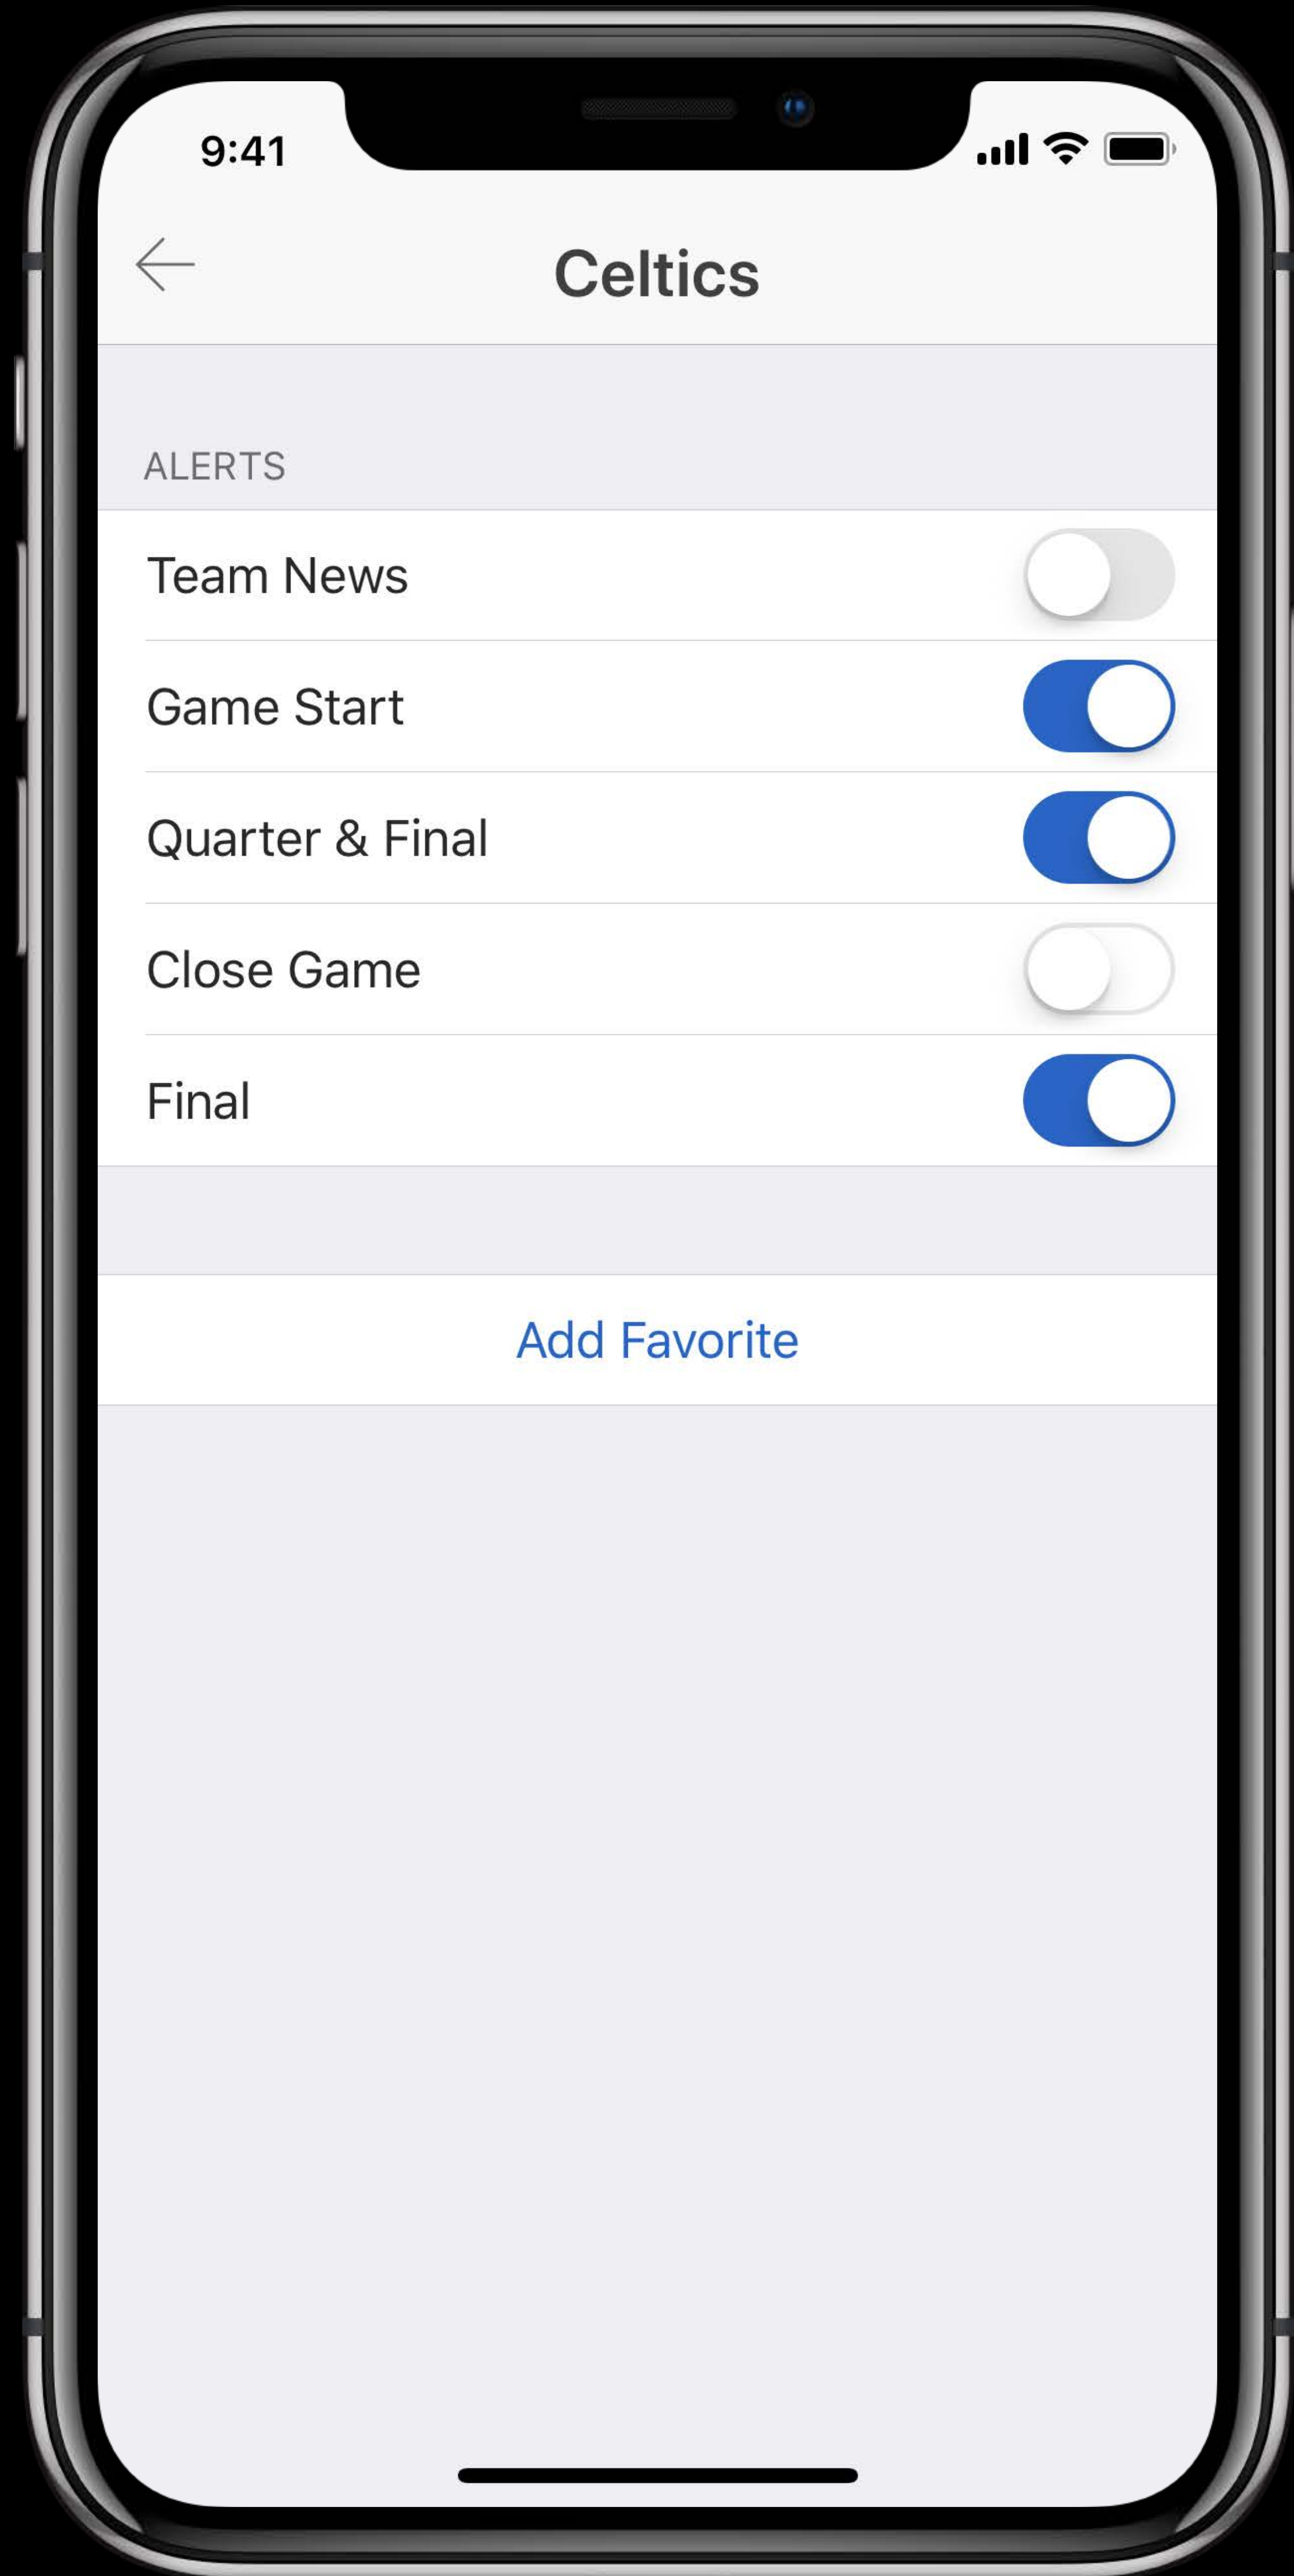 9:41
Celtics
ALERTS
Team News
Game Start
Quarter & Final
Close Game
Final
Add Favorite